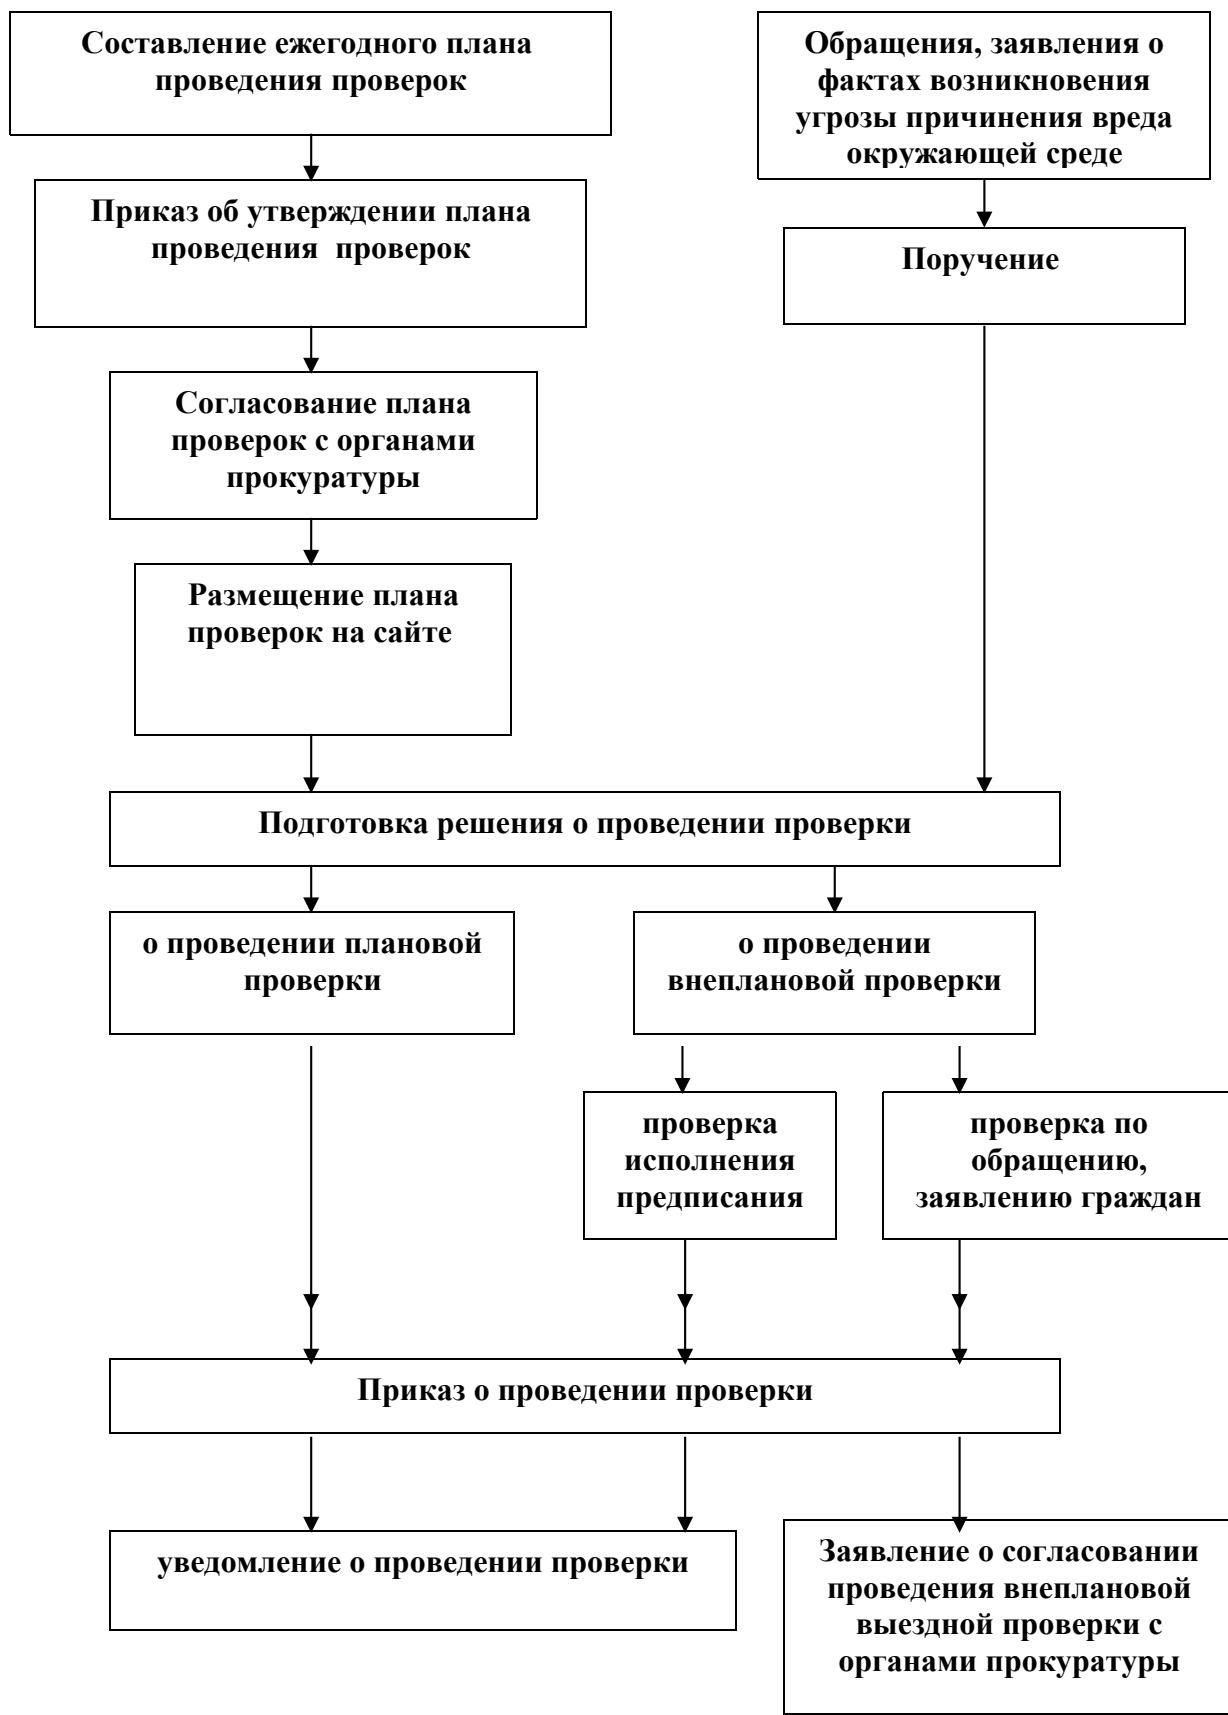 Составление ежегодного плана
проведения проверок
Обращения, заявления о
фактах возникновения
угрозы причинения вреда
окружающей среде
Приказ об утверждении плана
проведения  проверок
Поручение
Согласование плана
проверок с органами
прокуратуры
Размещение плана
проверок на сайте
Подготовка решения о проведении проверки
о проведении плановой
проверки
о проведении
внеплановой проверки
проверка
исполнения
предписания
проверка по
обращению,
заявлению граждан
Приказ о проведении проверки
уведомление о проведении проверки
Заявление о согласовании
проведения внеплановой
выездной проверки с
органами прокуратуры